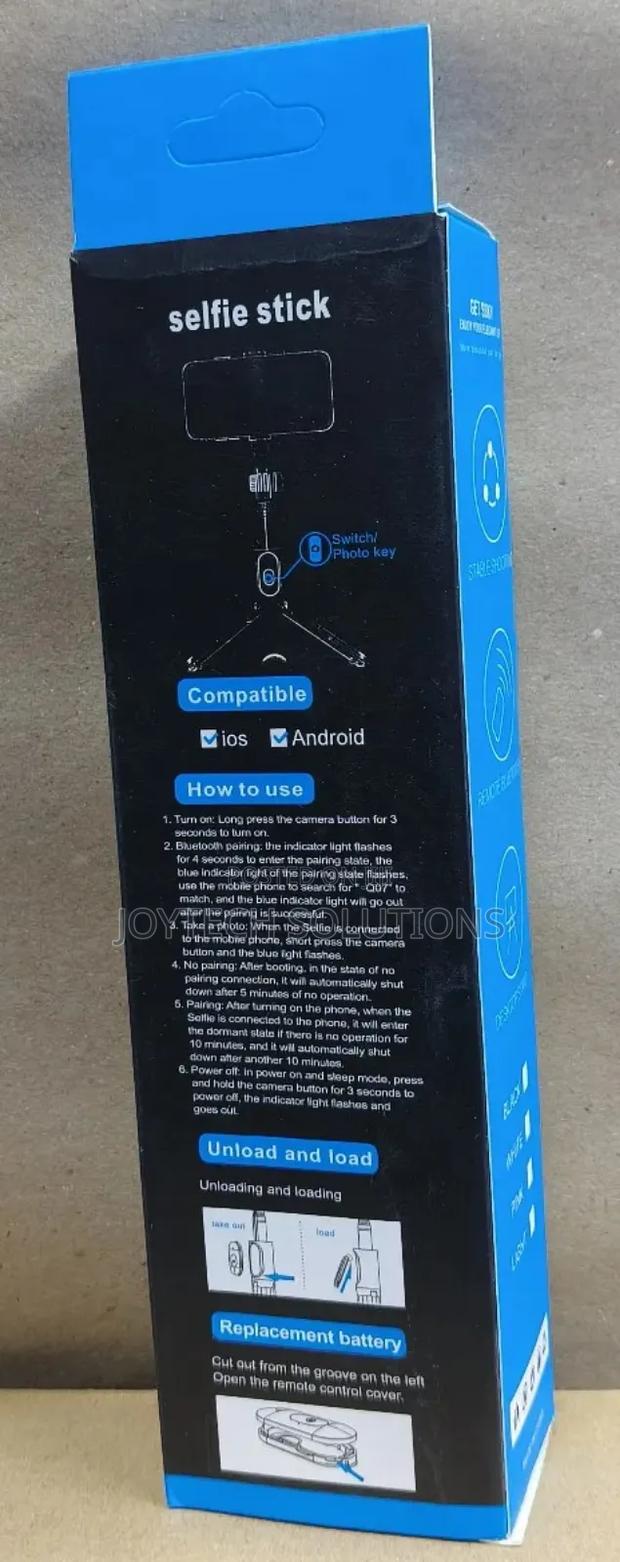 selfie stick
Switch/
Photo key
Compatible
ios Android
How to use
1. Turn on: Long press the camera button for 3
seconds to turn on.
2. Bluetooth pairing: the indicator light flashes
for 4 seconds to enter the pairing state, the
blue indicator light of the pairing state flashes,
use the mobile phone to search for " Q07" to
match, and the blue indicator light will go out
after the pairing is successful.
3. Take a photo: When the Selfie is connected
to the mobile phone, short press the camera
button and the blue light flashes.
4. No pairing: After booting, in the state of no
pairing connection, it will automatically shut
down after 5 minutes of no operation.
5. Pairing: After turning on the phone, when the
Selfie is connected to the phone, it will enter
the dormant state if there is no operation for
10 minutes, and it will automatically shut
down after another 10 minutes.
6. Power off: In power on and sleep mode, press
and hold the camera button for 3 seconds to
power off, the indicator light flashes and
goes out.
Unload and load
Unloading and loading
take out load
Replacement battery
Cut out from the groove on the left
Open the remote control cover.
STABLE SHOOTING
REMOTE
BLACK
WHITE
PINK
LIGHT
POSTED ON
JOYTECH SOLUTIONS